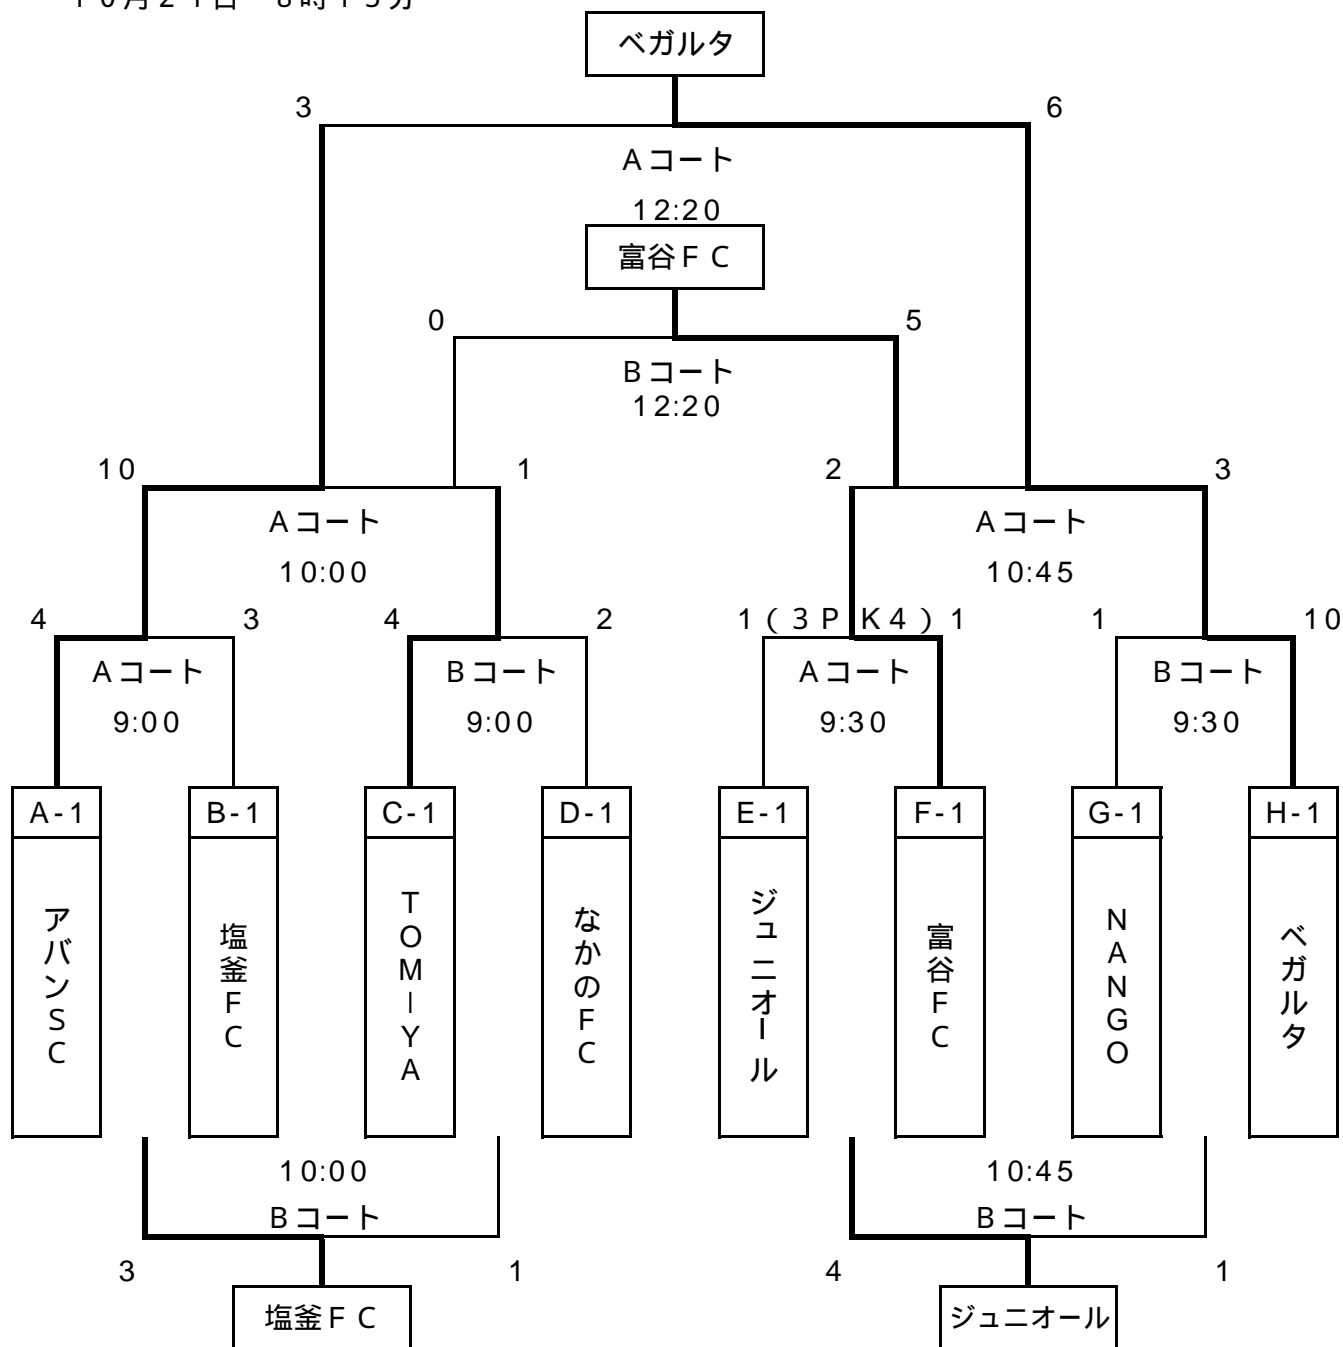 ベガルタ
3 6
Aコート
12:20
富谷FC
0 5
Bコート
12:20
10 1 2 3
Aコート Aコート
10:00 10:45
4 3 4 2 1(3PK4)1 1 10
Aコート Bコート Aコート Bコート
9:00 9:00 9:30 9:30
A-1 B-1 C-1 D-1 E-1 F-1 G-1 H-1
アバンSC
塩釜FC
TOMIYA
なかのFC
ジュニオール
富谷FC
NANGO
ベガルタ
10:00 10:45
Bコート Bコート
3 1 4 1
塩釜FC ジュニオール